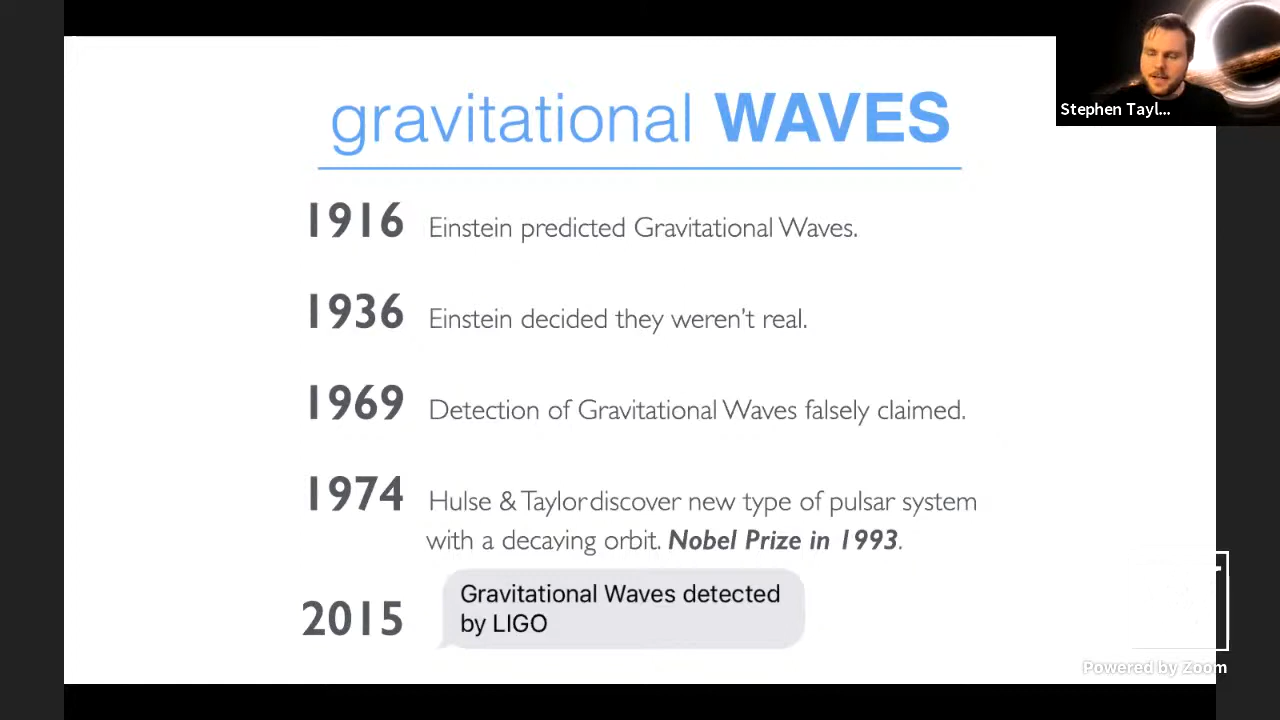 gravitational WAVES
Stephen Tayl...
1916 Einstein predicted Gravitational Waves.
1936 Einstein decided they weren't real.
1969 Detection of Gravitational Waves falsely claimed.
1974 Hulse & Taylor discover new type of pulsar system
with a decaying orbit. Nobel Prize in 1993.
2015 Gravitational Waves detected
by LIGO
Powered by Zoom